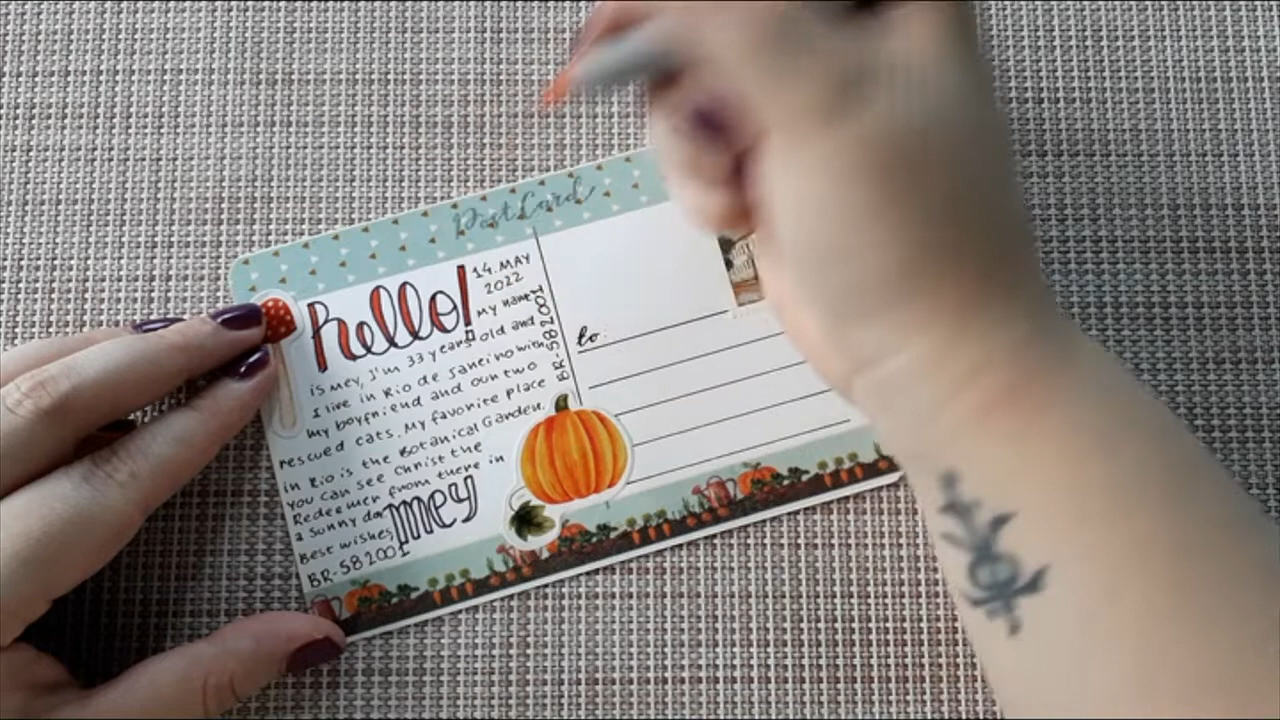 PostCard
hello!
14. MAY
2022
My name
is Mey, I'm 33 years old and
I live in Rio de Janeiro with
my boyfriend and our two
rescued cats. My favorite place
in Rio is the Botanical Garden.
you can see Christ the
Redeemer from there in
a sunny day
Best wishes,
mey
BR-582001
BR-582001
to: